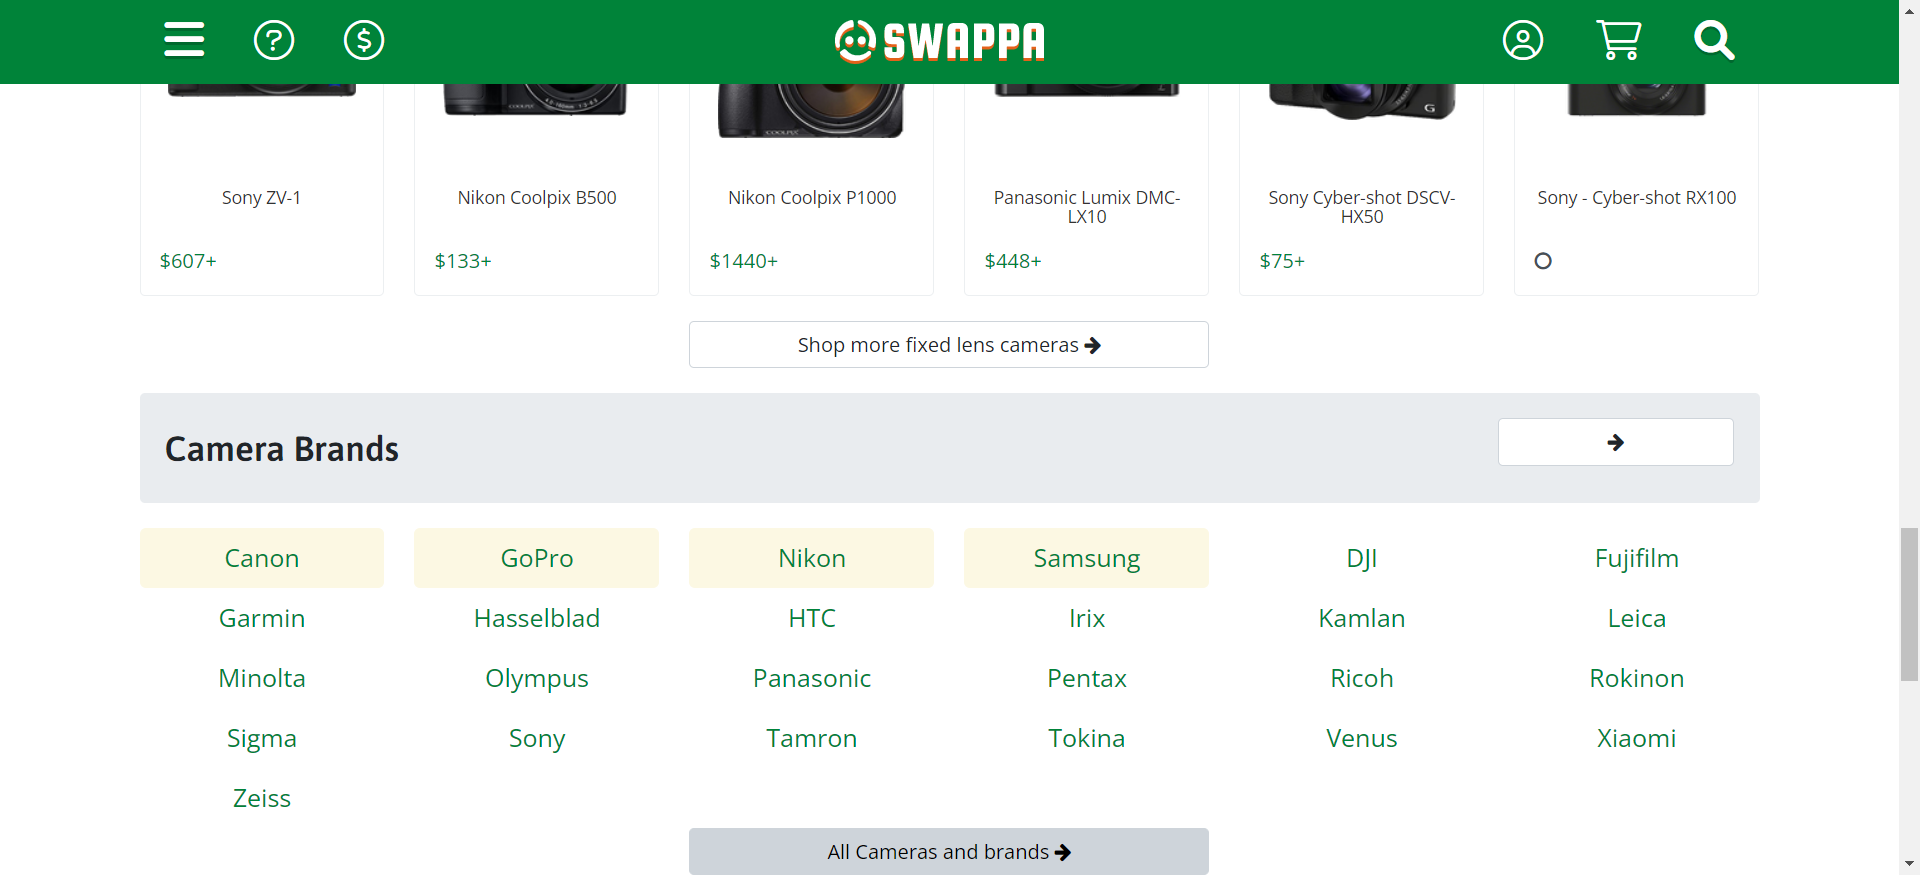 SWAPPA
COOLPIX
COOLPIX
G
Sony ZV-1
Nikon Coolpix B500
Nikon Coolpix P1000
Panasonic Lumix DMC-
LX10
Sony Cyber-shot DSCV-
HX50
Sony - Cyber-shot RX100
$607+
$133+
$1440+
$448+
$75+
Shop more fixed lens cameras
Camera Brands
Canon
GoPro
Nikon
Samsung
DJI
Fujifilm
Garmin
Hasselblad
HTC
Irix
Kamlan
Leica
Minolta
Olympus
Panasonic
Pentax
Ricoh
Rokinon
Sigma
Sony
Tamron
Tokina
Venus
Xiaomi
Zeiss
All Cameras and brands